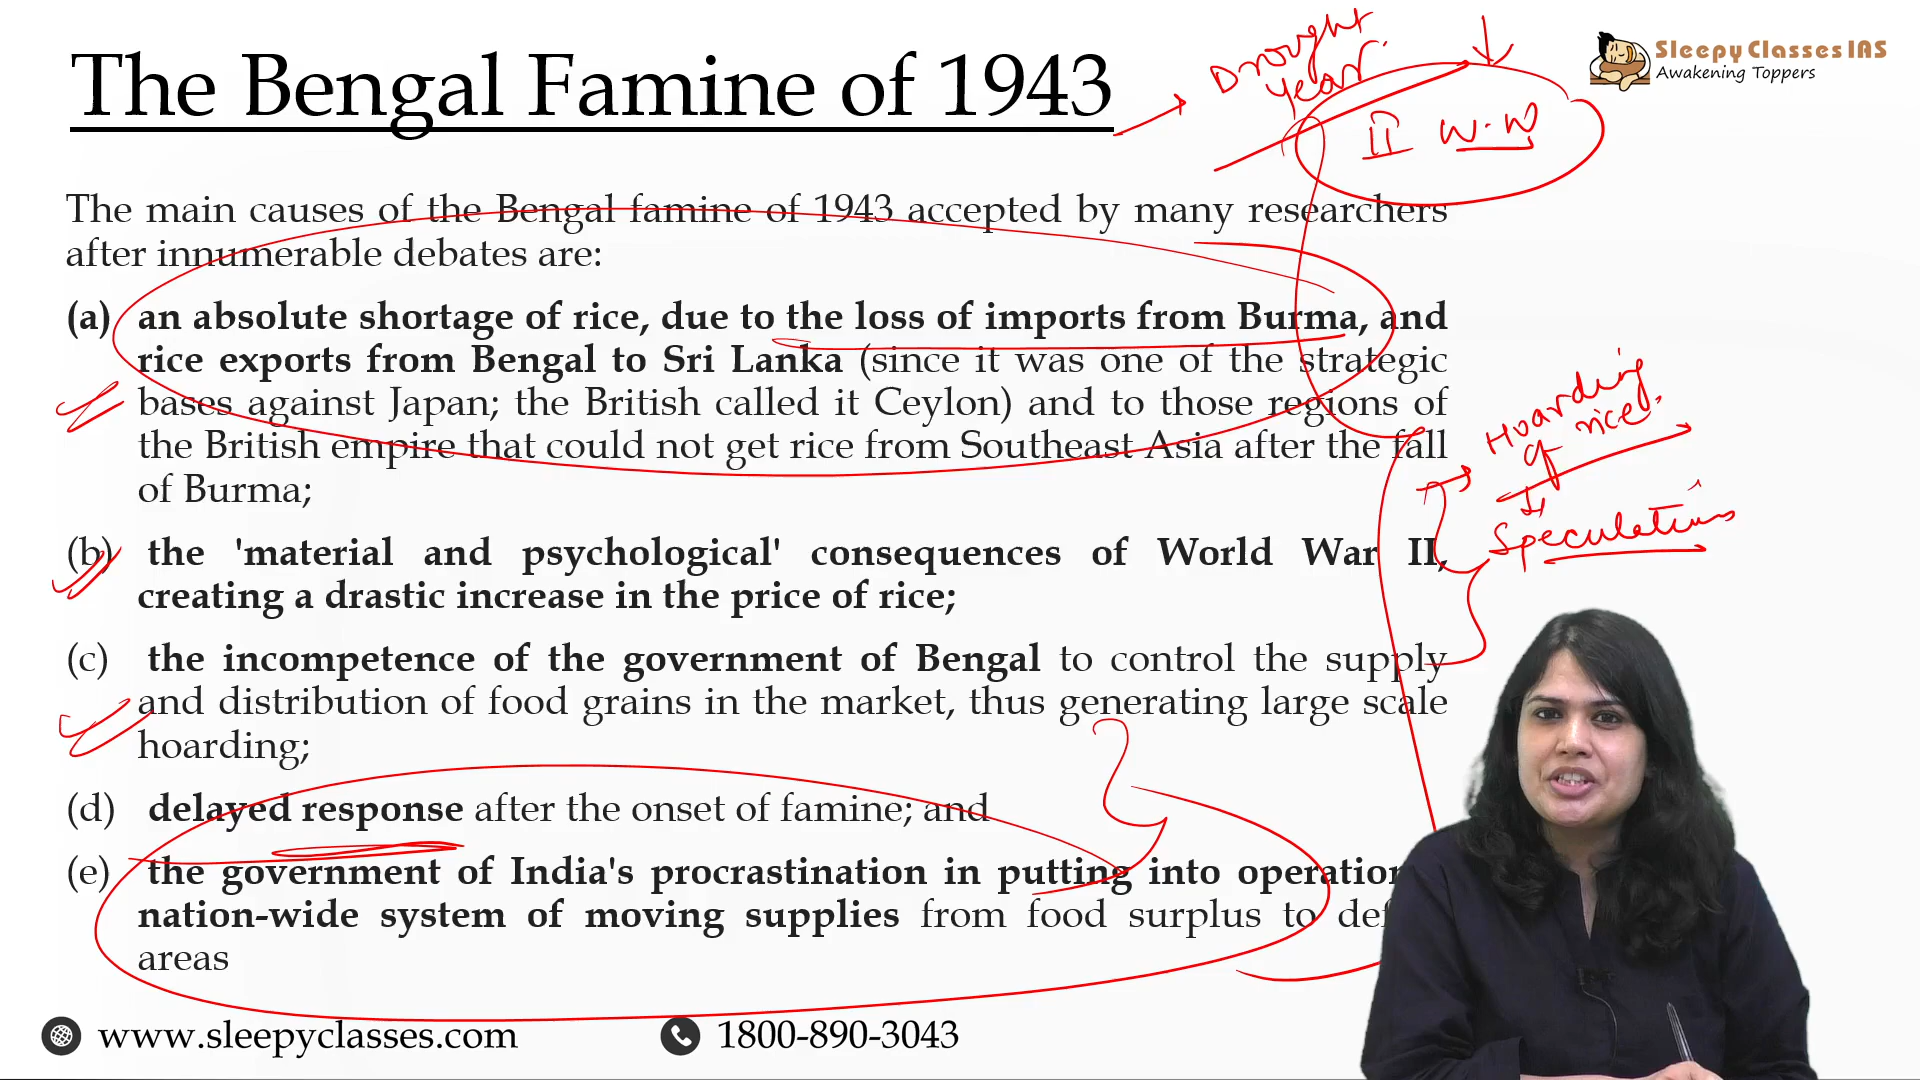 The Bengal Famine of 1943
Drought
year.
II W.W
Sleepy Classes IAS
Awakening Toppers
The main causes of the Bengal famine of 1943 accepted by many researchers
after innumerable debates are:
(a) an absolute shortage of rice, due to the loss of imports from Burma, and
rice exports from Bengal to Sri Lanka (since it was one of the strategic
bases against Japan; the British called it Ceylon) and to those regions of
the British empire that could not get rice from Southeast Asia after the fall
of Burma;
(b) the 'material and psychological' consequences of World War II,
creating a drastic increase in the price of rice;
(c) the incompetence of the government of Bengal to control the supply
and distribution of food grains in the market, thus generating large scale
hoarding;
(d) delayed response after the onset of famine; and
(e) the government of India's procrastination in putting into operation
nation-wide system of moving supplies from food surplus to
areas
Hoarding
of rice.
Speculations
www.sleepyclasses.com
1800-890-3043